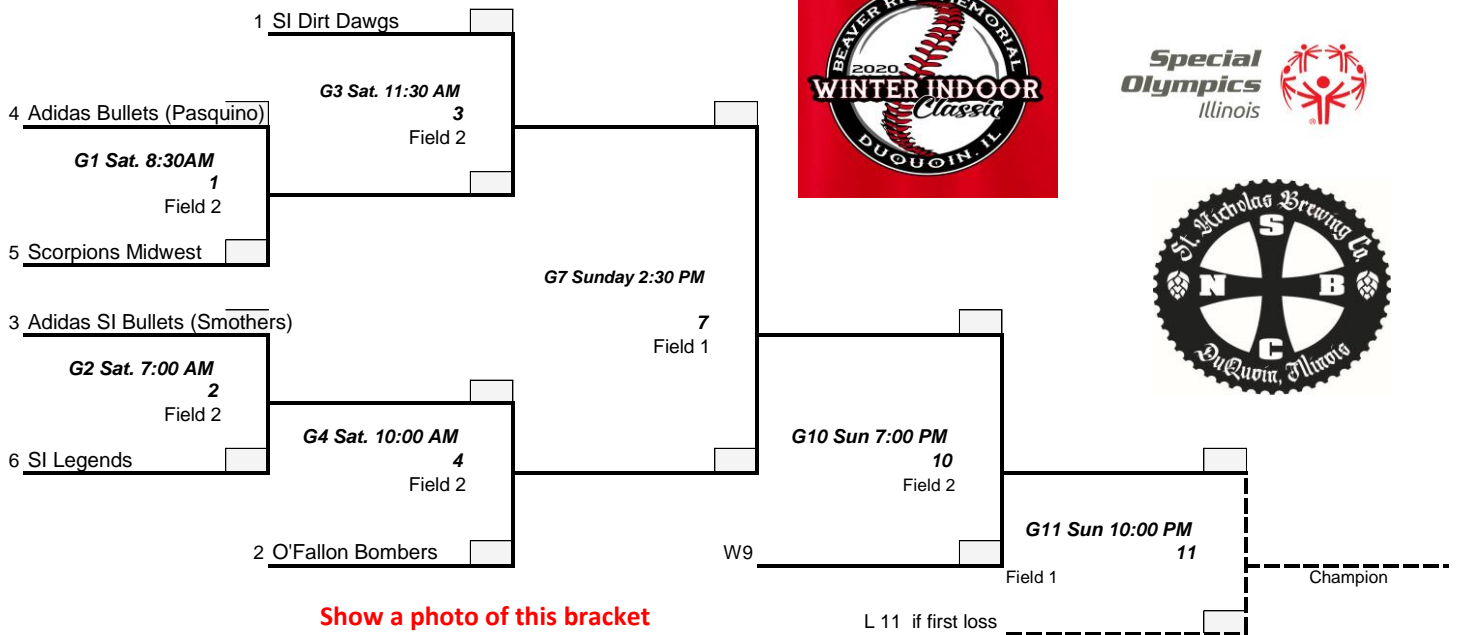 1 SI Dirt Dawgs
BEAVER
MEMORIAL
2020
WINTER INDOOR
Classic
DUQUOIN, IL
Special
Olympics
Illinois
G3 Sat. 11:30 AM
3
Field 2
4 Adidas Bullets (Pasquino)
G1 Sat. 8:30AM
1
Field 2
5 Scorpions Midwest
St. Nicholas Brewing Co.
S
N B
C
DuQuoin, Illinois
G7 Sunday 2:30 PM
7
Field 1
3 Adidas SI Bullets (Smothers)
G2 Sat. 7:00 AM
2
Field 2
6 SI Legends
G4 Sat. 10:00 AM
4
Field 2
G10 Sun 7:00 PM
10
Field 2
2 O'Fallon Bombers
W9
G11 Sun 10:00 PM
11
Field 1
Champion
Show a photo of this bracket
L 11 if first loss